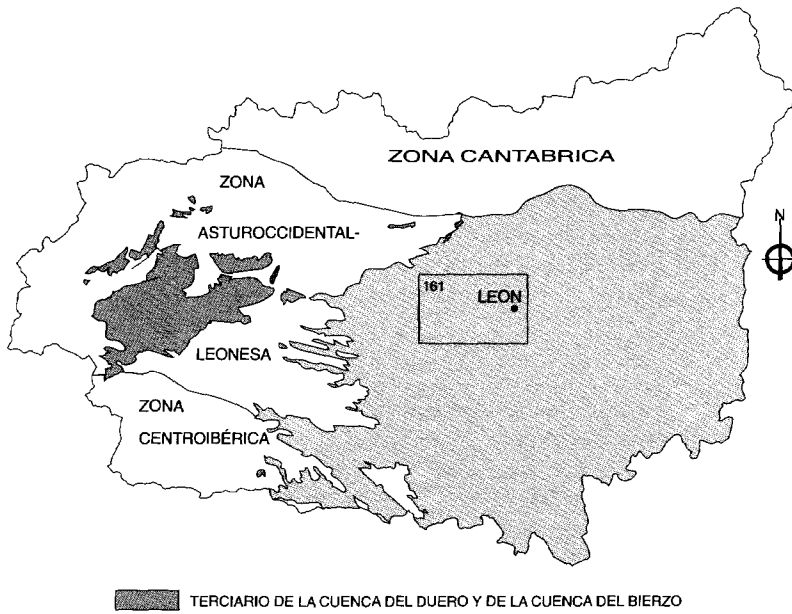 ZONA CANTABRICA
ZONA
ASTUROCCIDENTAL-
N
161
LEON
LEONESA
ZONA
CENTROIBÉRICA
TERCIARIO DE LA CUENCA DEL DUERO Y DE LA CUENCA DEL BIERZO